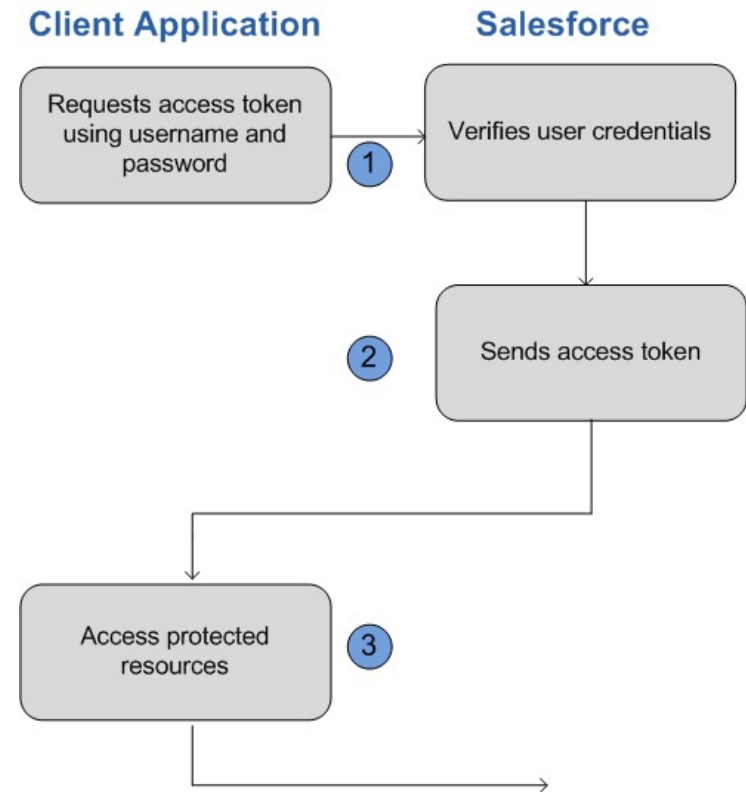 Client Application
Salesforce
Requests access token
using username and
password
1
Verifies user credentials
2
Sends access token
Access protected
resources
3